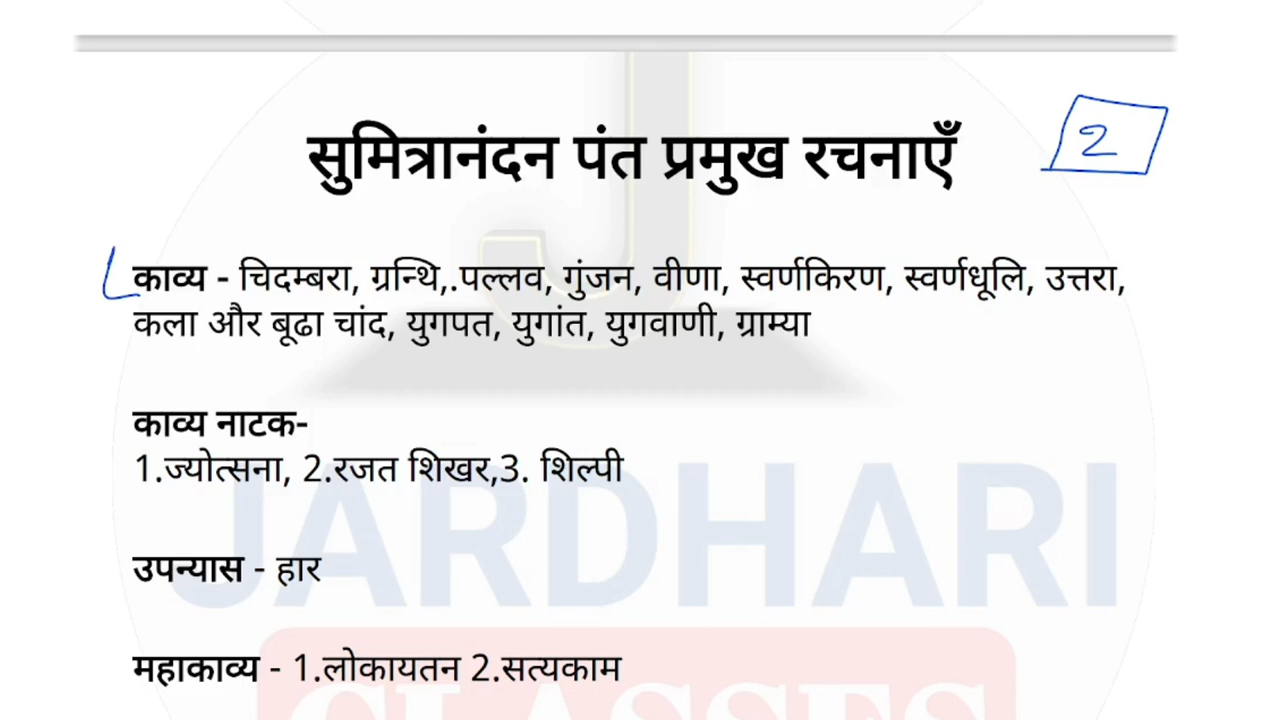 सुमित्रानंदन पंत प्रमुख रचनाएँ
2
काव्य - चिदम्बरा, ग्रन्थि,.पल्लव, गुंजन, वीणा, स्वर्णकिरण, स्वर्णधूलि, उत्तरा,
कला और बूढा चांद, युगपत, युगांत, युगवाणी, ग्राम्या
काव्य नाटक-
1.ज्योत्सना, 2.रजत शिखर,3. शिल्पी
उपन्यास - हार
महाकाव्य - 1.लोकायतन 2.सत्यकाम
J
JARDHARI
CLASSES